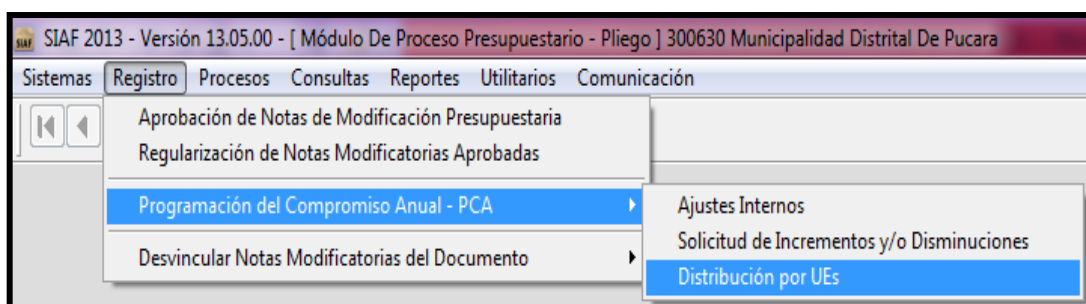 SIAF 2013 - Versión 13.05.00 - [ Módulo De Proceso Presupuestario - Pliego ] 300630 Municipalidad Distrital De Pucara
Sistemas Registro Procesos Consultas Reportes Utilitarios Comunicación
Aprobación de Notas de Modificación Presupuestaria
Regularización de Notas Modificatorias Aprobadas
Programación del Compromiso Anual - PCA
Desvincular Notas Modificatorias del Documento
Ajustes Internos
Solicitud de Incrementos y/o Disminuciones
Distribución por UEs